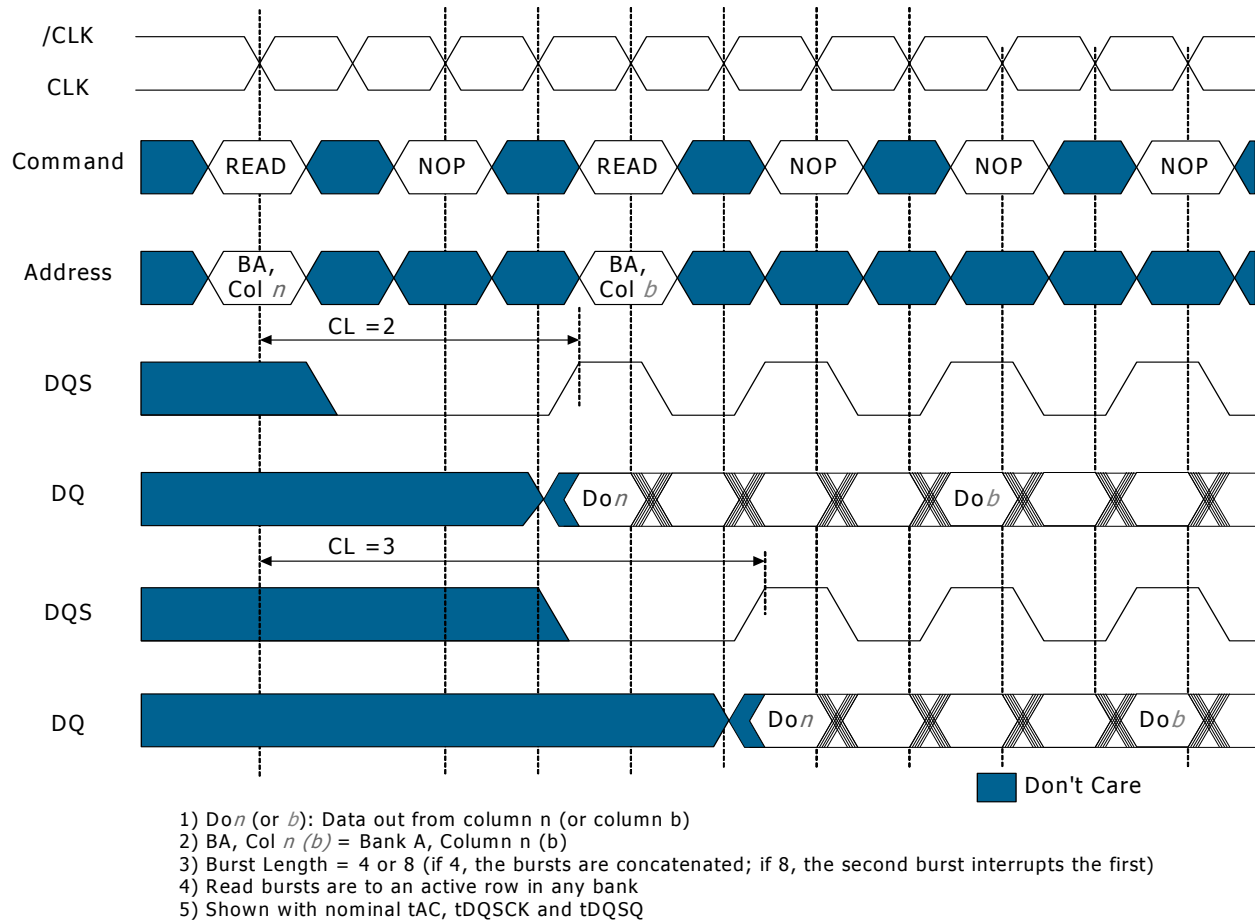 /CLK
CLK
Command READ NOP READ NOP NOP NOP
Address BA, Col n BA, Col b
CL =2
DQS
DQ Don Dob
CL =3
DQS
DQ Don Dob
Don't Care
1) Don (or b): Data out from column n (or column b)
2) BA, Col n (b) = Bank A, Column n (b)
3) Burst Length = 4 or 8 (if 4, the bursts are concatenated; if 8, the second burst interrupts the first)
4) Read bursts are to an active row in any bank
5) Shown with nominal tAC, tDQSCK and tDQSQ